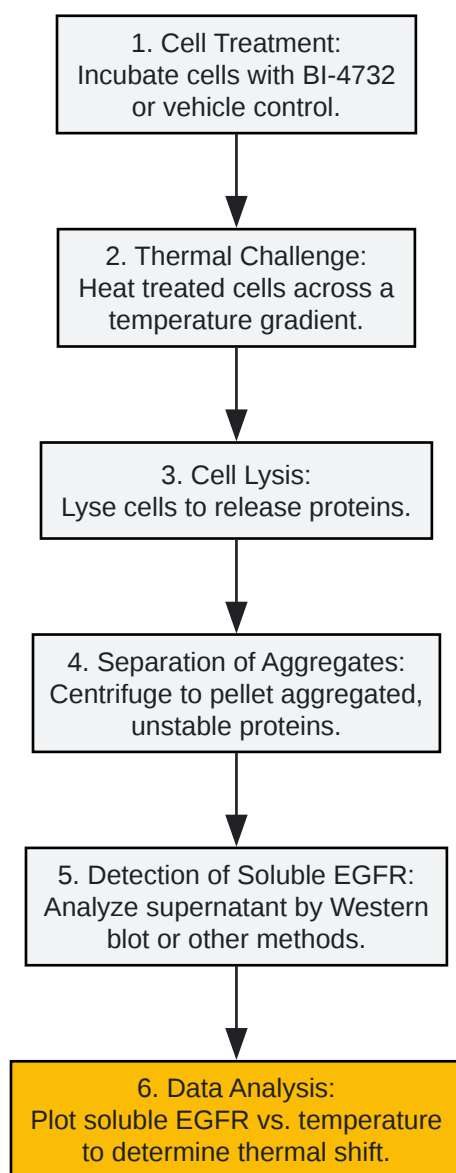 1. Cell Treatment:
Incubate cells with BI-4732
or vehicle control.
2. Thermal Challenge:
Heat treated cells across a
temperature gradient.
3. Cell Lysis:
Lyse cells to release proteins.
4. Separation of Aggregates:
Centrifuge to pellet aggregated,
unstable proteins.
5. Detection of Soluble EGFR:
Analyze supernatant by Western
blot or other methods.
6. Data Analysis:
Plot soluble EGFR vs. temperature
to determine thermal shift.